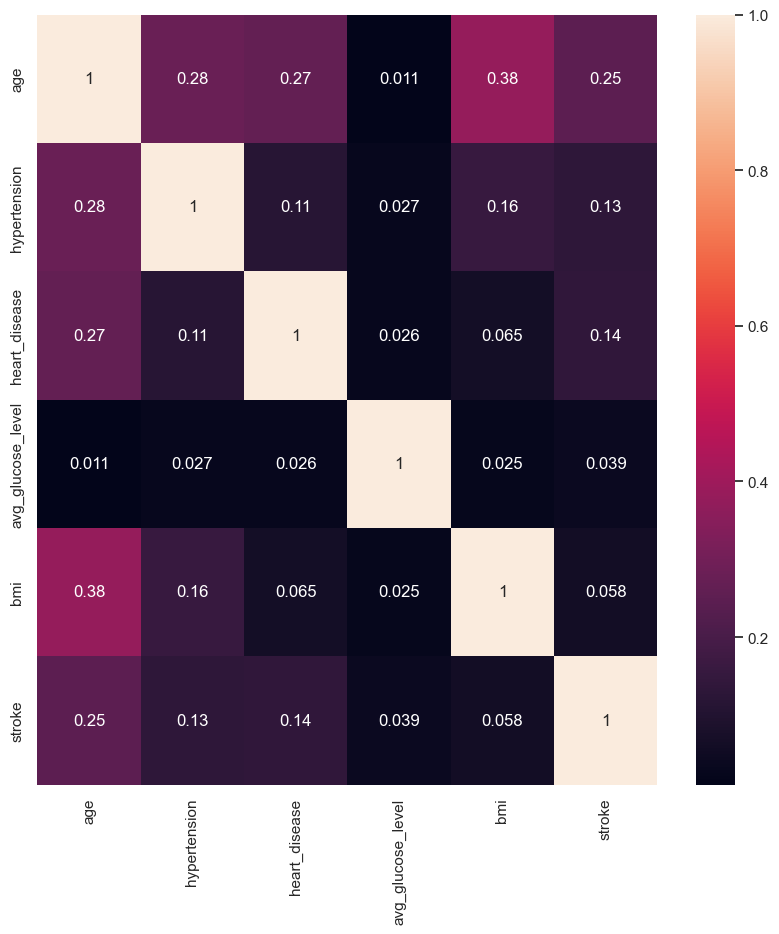 age 1 0.28 0.27 0.011 0.38 0.25
hypertension 0.28 1 0.11 0.027 0.16 0.13
heart_disease 0.27 0.11 1 0.026 0.065 0.14
avg_glucose_level 0.011 0.027 0.026 1 0.025 0.039
bmi 0.38 0.16 0.065 0.025 1 0.058
stroke 0.25 0.13 0.14 0.039 0.058 1
age hypertension heart_disease avg_glucose_level bmi stroke
1.0
0.8
0.6
0.4
0.2